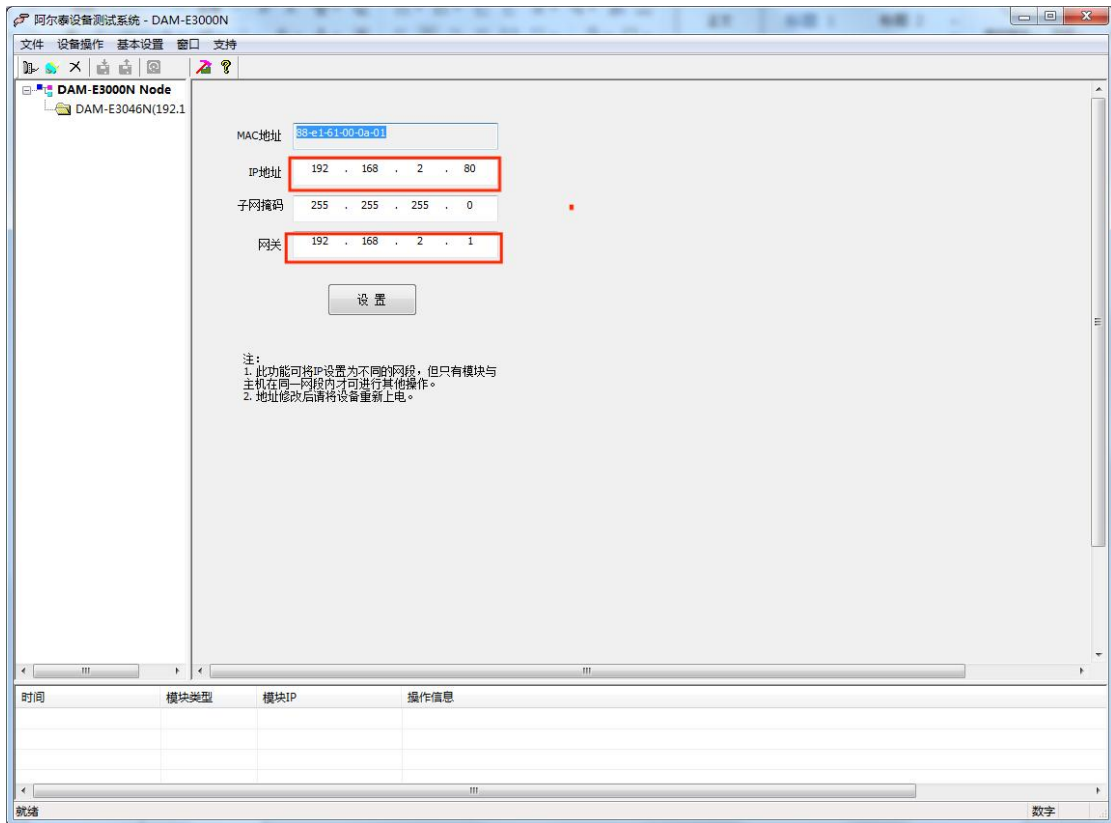 阿尔泰设备测试系统 - DAM-E3000N
文件 设备操作 基本设置 窗口 支持
DAM-E3000N Node
DAM-E3046N(192.1
MAC地址 88-e1-61-00-0a-01
IP地址 192 . 168 . 2 . 80
子网掩码 255 . 255 . 255 . 0
网关 192 . 168 . 2 . 1
设 置
注：
1. 此功能可将IP设置为不同的网段，但只有模块与
主机在同一网段内才可进行其他操作。
2. 地址修改后请将设备重新上电。
时间 模块类型 模块IP 操作信息
就绪 数字